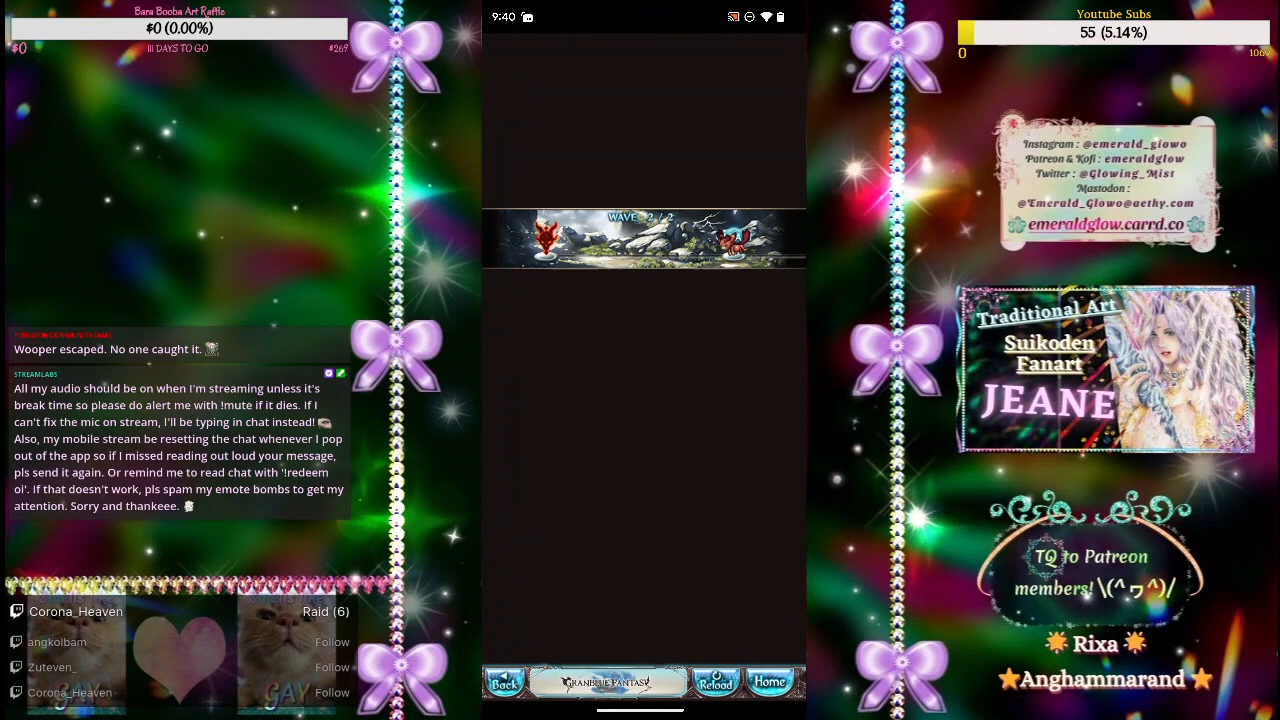 Bara Booba Art Raffle
$0 (0.00%)
$0
111 DAYS TO GO
$269
Wooper escaped. No one caught it.
STREAMLABS
All my audio should be on when I'm streaming unless it's
break time so please do alert me with !mute if it dies. If I
can't fix the mic on stream, I'll be typing in chat instead!
Also, my mobile stream be resetting the chat whenever I pop
out of the app so if I missed reading out loud your message,
pls send it again. Or remind me to read chat with '!redeem
oi'. If that doesn't work, pls spam my emote bombs to get my
attention. Sorry and thankeee.
Corona_Heaven
Raid (6)
angkolbam
Follow
Zuteven_
Follow
Corona_Heaven
Follow
GAY
9:40
WAVE 2 / 2
Back
GRANBLUE FANTASY
Reload
Home
Youtube Subs
55 (5.14%)
0
1069
Instagram : @emerald_glowo
Patreon & Kofi : emeraldglow
Twitter : @Glowing_Mist
Mastodon :
@Emerald_Glowo@aethy.com
emeraldglow.carrd.co
Traditional Art
Suikoden
Fanart
JEANE
TQ to Patreon
members! \(^ ワ ^)/
Rixa
Anghammarand